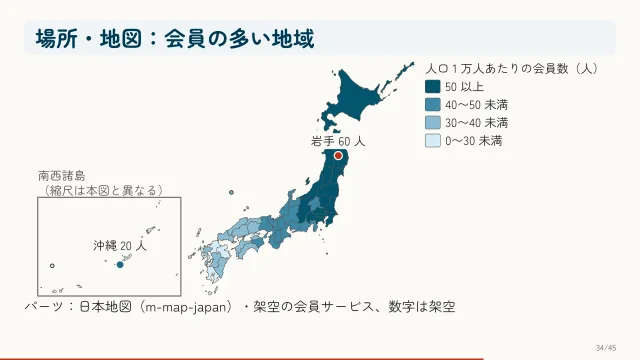 場所・地図：会員の多い地域
人口１万人あたりの会員数（人）
50 以上
40〜50 未満
30〜40 未満
0〜30 未満
岩手 60 人
南西諸島
（縮尺は本図と異なる）
沖縄 20 人
パーツ：日本地図（m-map-japan）・架空の会員サービス、数字は架空
34/45